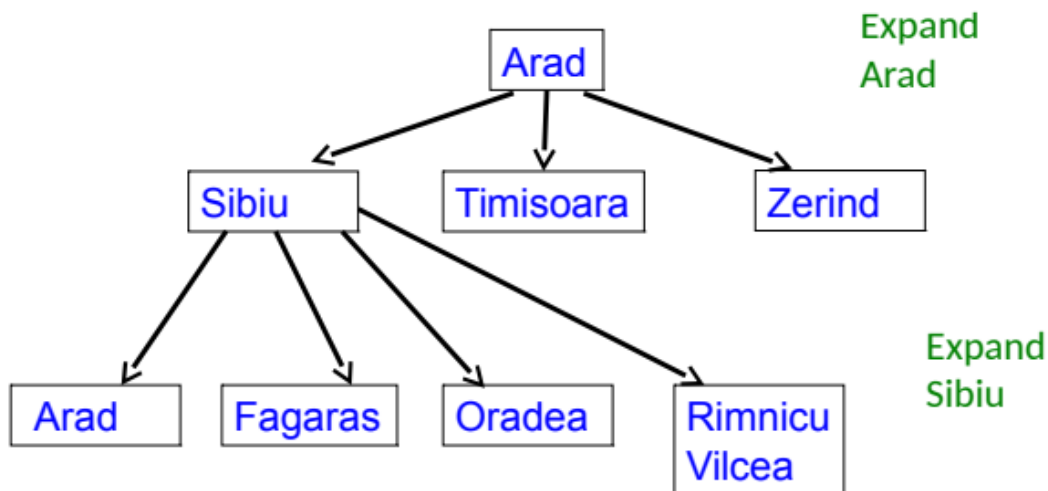 Expand
Arad
Arad
Sibiu
Timisoara
Zerind
Expand
Sibiu
Arad
Fagaras
Oradea
Rimnicu
Vilcea